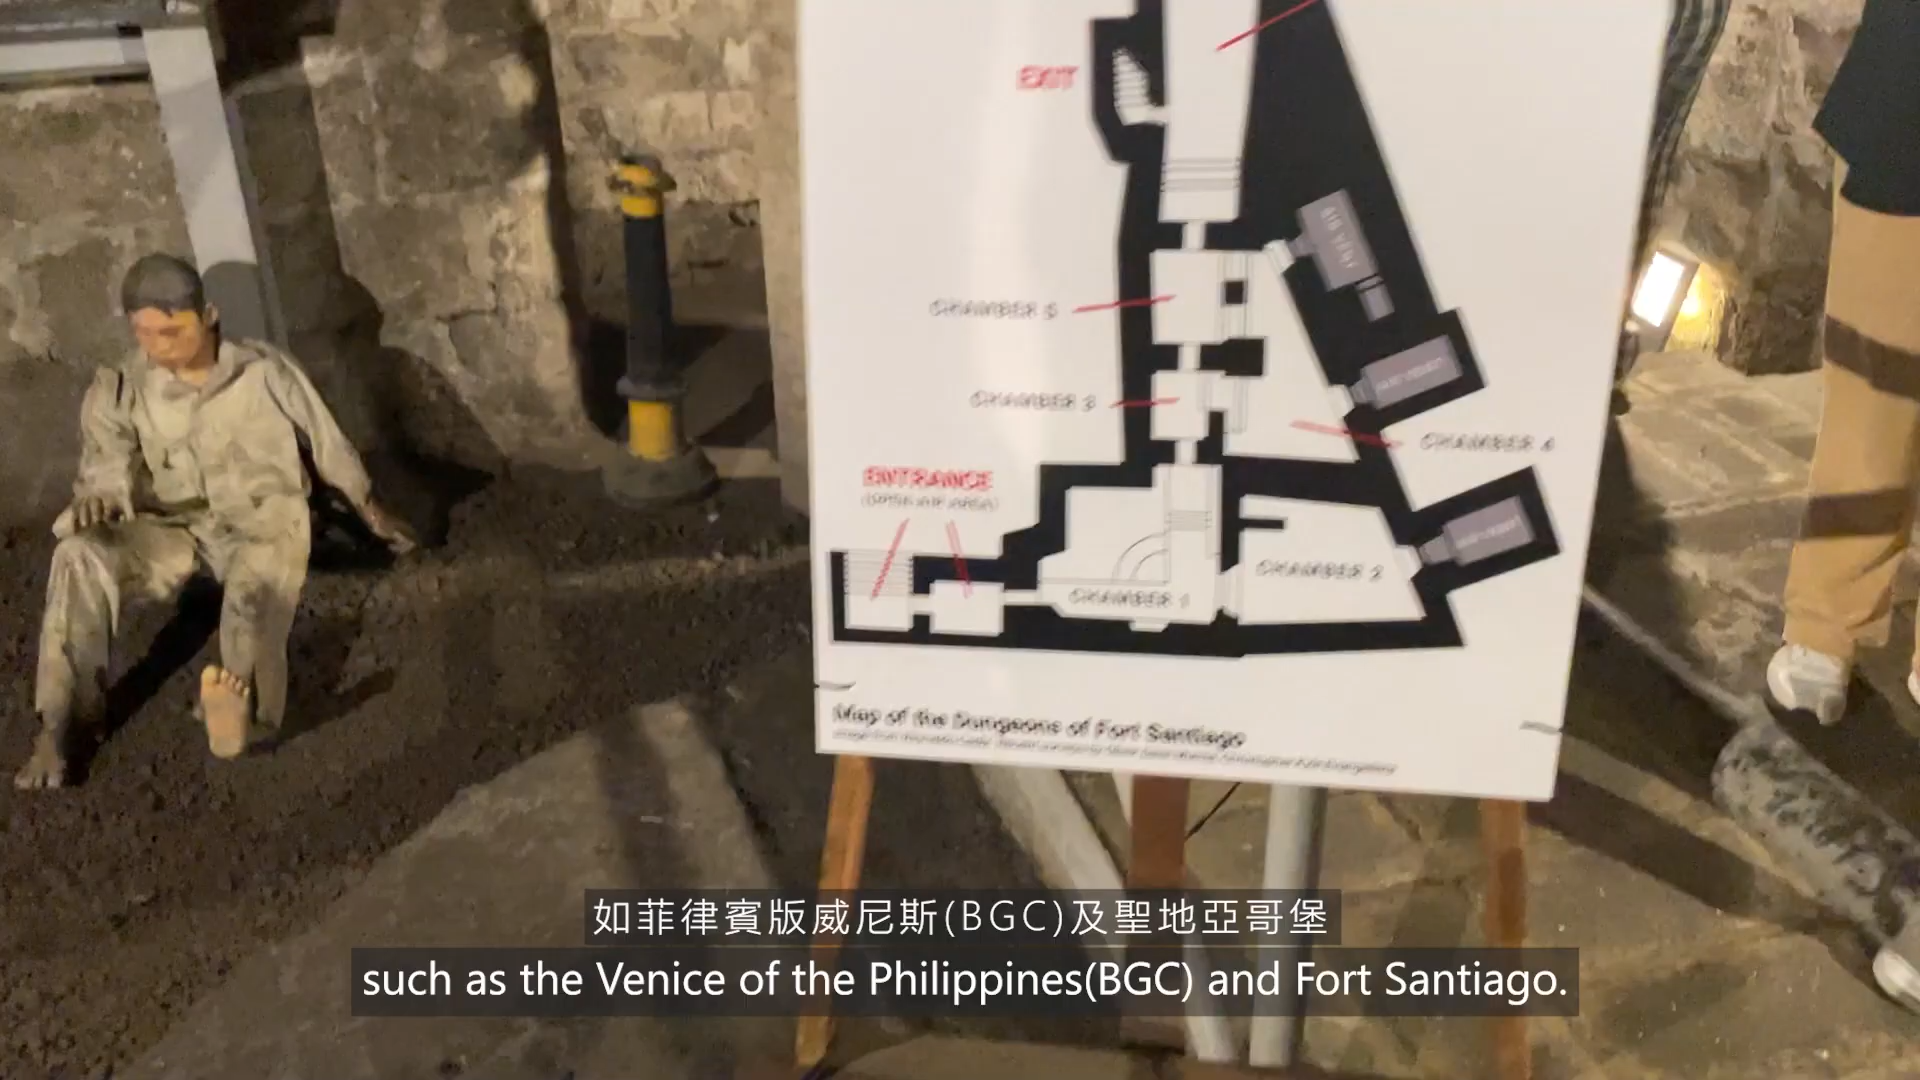 EXIT
AIR VENT
CHAMBER 5
CHAMBER 3
CHAMBER 4
ENTRANCE
(OPEN AIR AREA)
CHAMBER 2
CHAMBER 1
Map of the Dungeons of Fort Santiago
如菲律賓版威尼斯(BGC)及聖地亞哥堡
such as the Venice of the Philippines(BGC) and Fort Santiago.